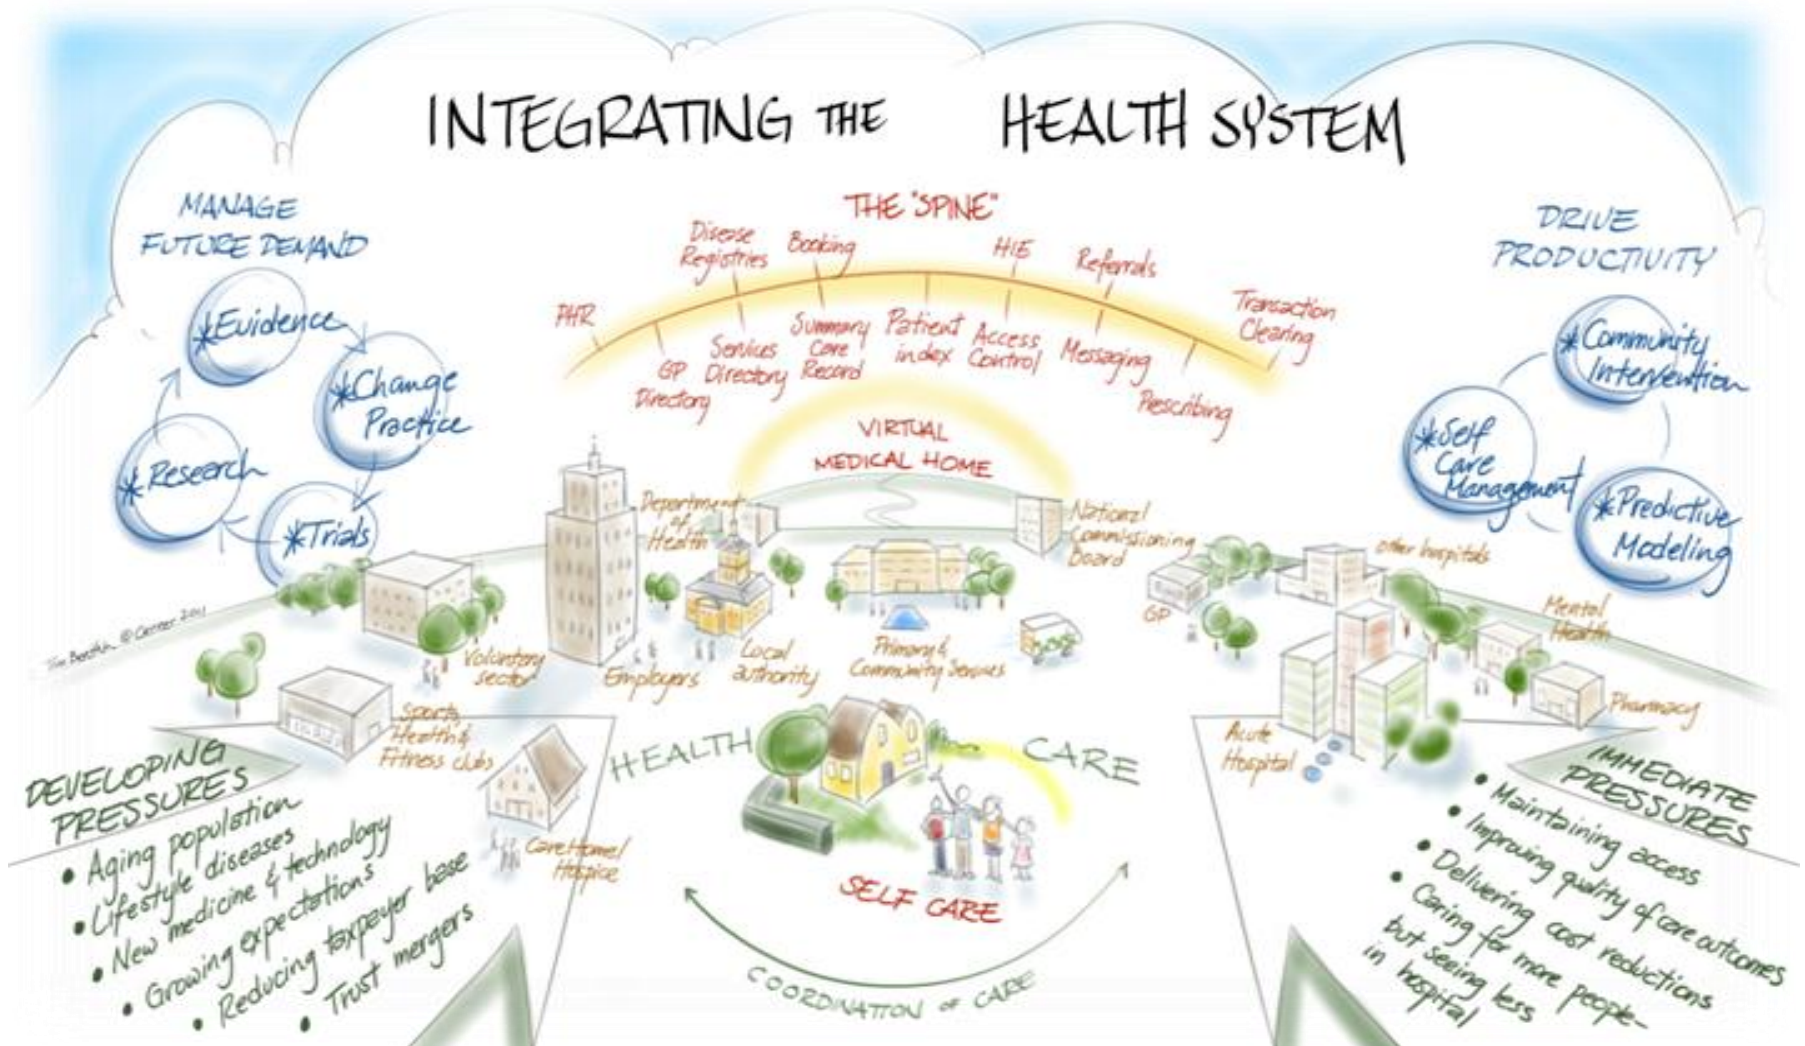 INTEGRATING THE HEALTH SYSTEM
MANAGE
FUTURE DEMAND
*Evidence
*Change
Practice
*Research
*Trials
THE "SPINE"
PHR
Disease
Registries
Booking
HIE
Referrals
Transaction
Clearing
GP
Directory
Services
Directory
Summary
Care
Record
Patient
index
Access
Control
Messaging
Prescribing
VIRTUAL
MEDICAL HOME
DRIVE
PRODUCTIVITY
*Community
Intervention
*Self
Care
Management
*Predictive
Modeling
Department
of
Health
National
Commissioning
Board
other hospitals
GP
Mental
Health
Pharmacy
Acute
Hospital
Voluntary
sector
Employers
Local
authority
Primary &
Community Services
Sports,
Health &
Fitness clubs
Care Home/
Hospice
© Cerner 2011
HEALTH CARE
SELF CARE
COORDINATION OF CARE
DEVELOPING
PRESSURES
• Aging population
• Lifestyle diseases
• New medicine & technology
• Growing expectations
• Reducing taxpayer base
• Trust mergers
IMMEDIATE
PRESSURES
• Maintaining access
• Improving quality of care outcomes
• Delivering cost reductions
• Caring for more people-
but seeing less
in hospital